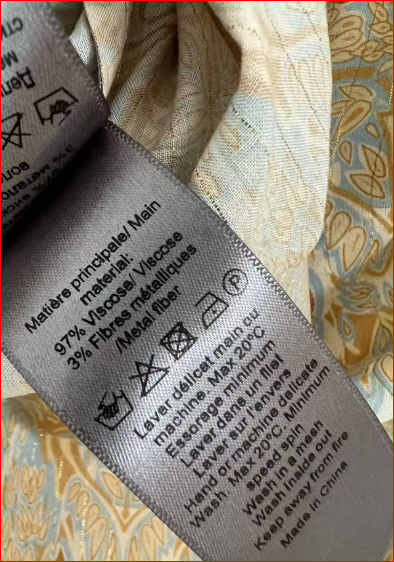 Matière principale/ Main
material:
97% Viscose/ Viscose
3% Fibres métalliques
/Metal fiber
P
Laver délicat main ou
machine. Max 20°C
Essorage minimum
Laver dans un filet
Laver sur l'envers
Hand or machine delicate
Wash. Max 20°C. Minimum
speed spin
Wash in a mesh
Wash Inside out
Keep away from fire
Made in China